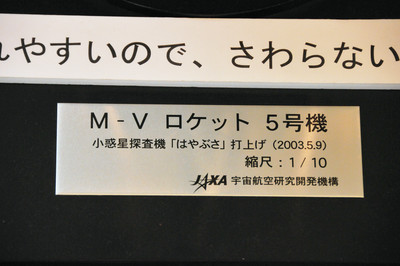 れやすいので、さわらない
M-V ロケット 5号機
小惑星探査機「はやぶさ」打上げ（2003.5.9）
縮尺：1/10
JAXA 宇宙航空研究開発機構